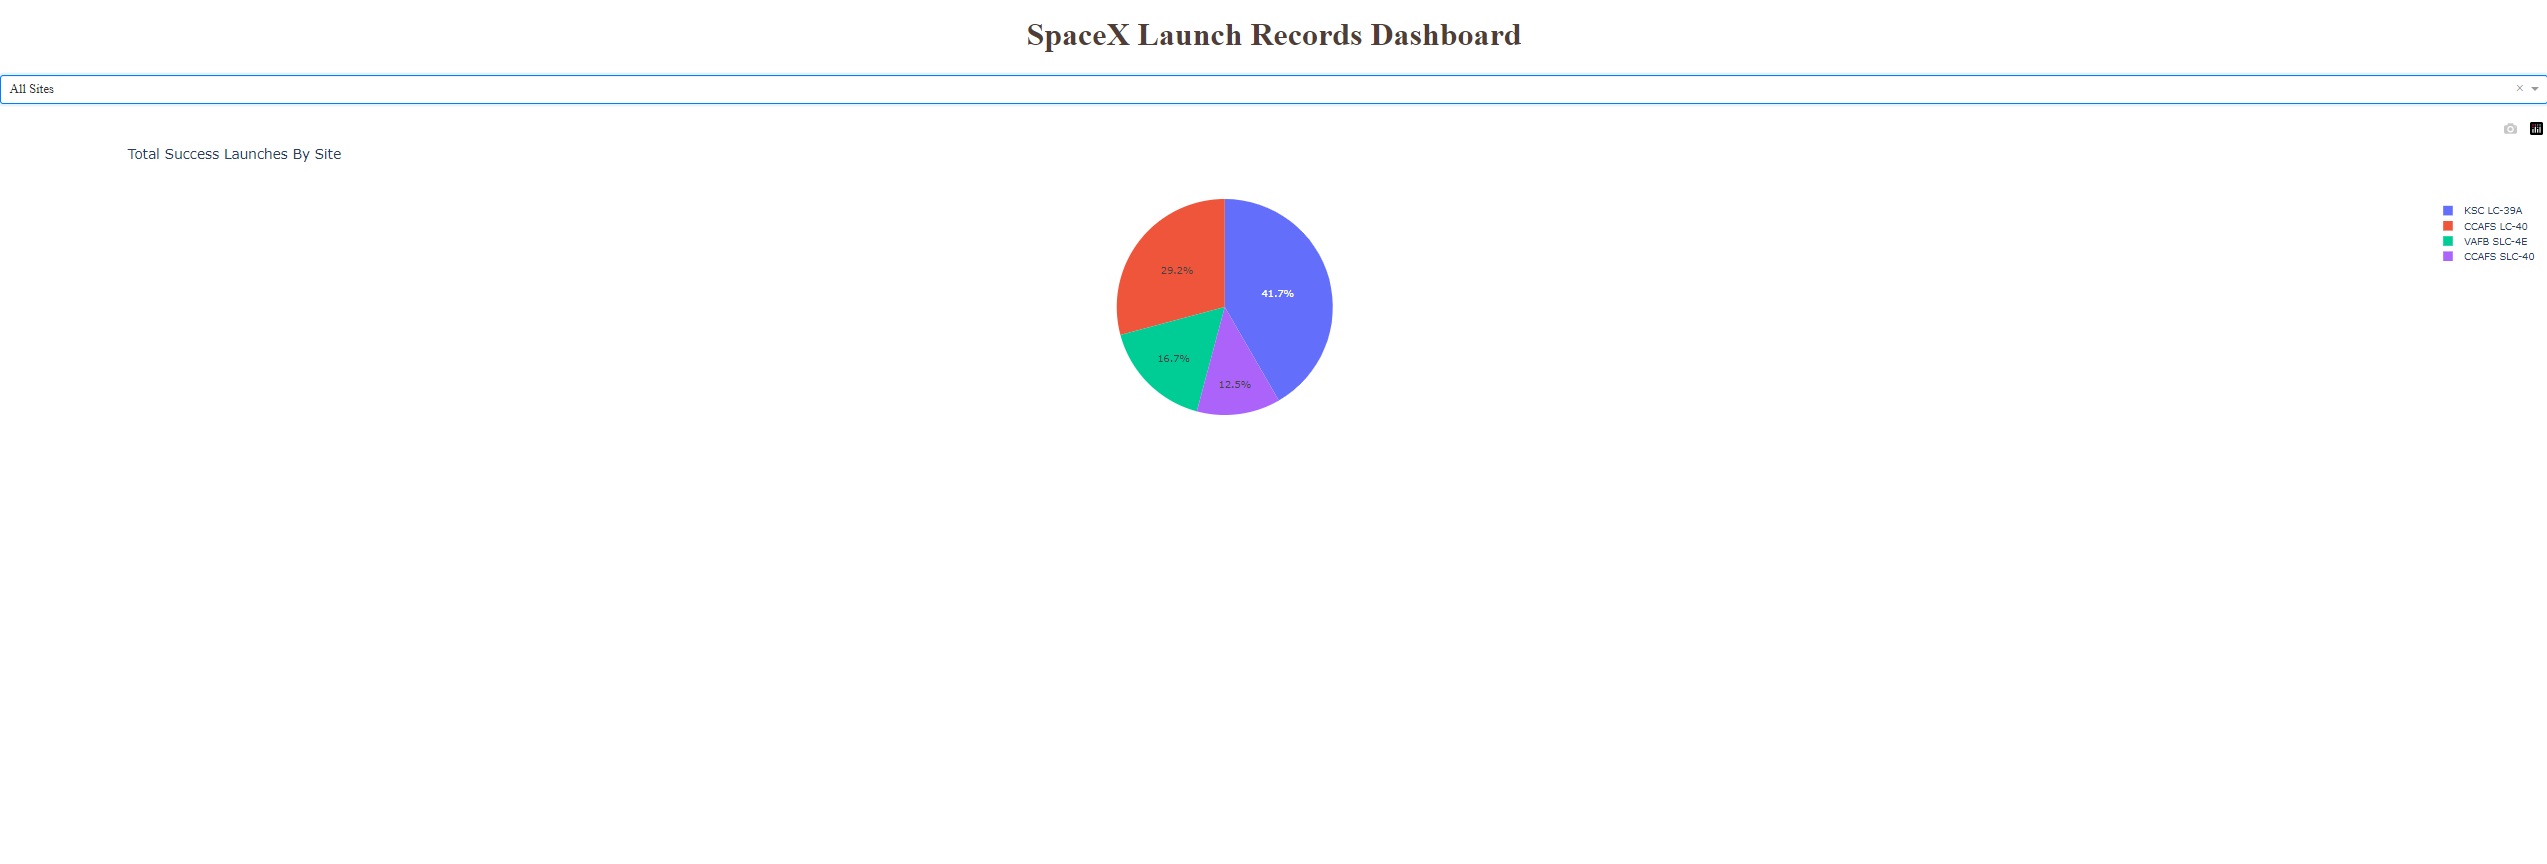 SpaceX Launch Records Dashboard
All Sites
Total Success Launches By Site
KSC LC-39A
CCAFS LC-40
VAFB SLC-4E
CCAFS SLC-40
29.2%
41.7%
16.7%
12.5%